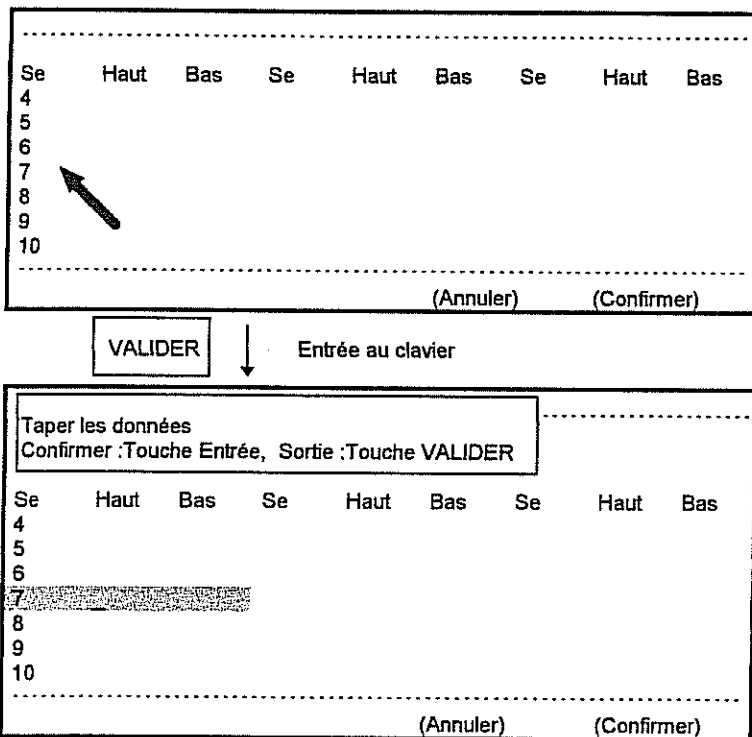 Se Haut Bas Se Haut Bas Se Haut Bas
4
5
6
7
8
9
10
(Annuler) (Confirmer)
VALIDER Entrée au clavier
Taper les données
Confirmer :Touche Entrée, Sortie :Touche VALIDER
Se Haut Bas Se Haut Bas Se Haut Bas
4
5
6
7
8
9
10
(Annuler) (Confirmer)